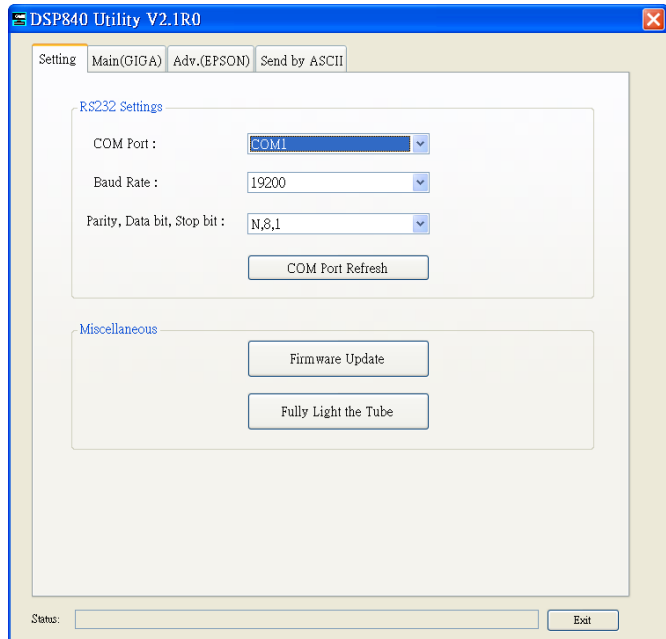 DSP840 Utility V2.1R0
Setting Main(GIGA) Adv.(EPSON) Send by ASCII
RS232 Settings
COM Port : COM1
Baud Rate : 19200
Parity, Data bit, Stop bit : N,8,1
COM Port Refresh
Miscellaneous
Firmware Update
Fully Light the Tube
Status: Exit